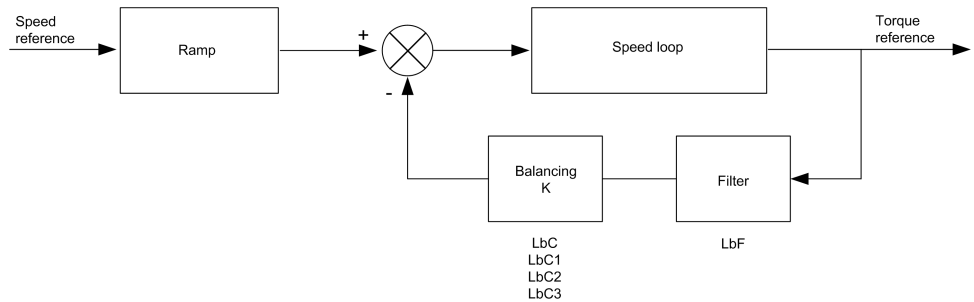 Speed
reference
Ramp
+
-
Speed loop
Torque
reference
Balancing
K
Filter
LbC
LbC1
LbC2
LbC3
LbF